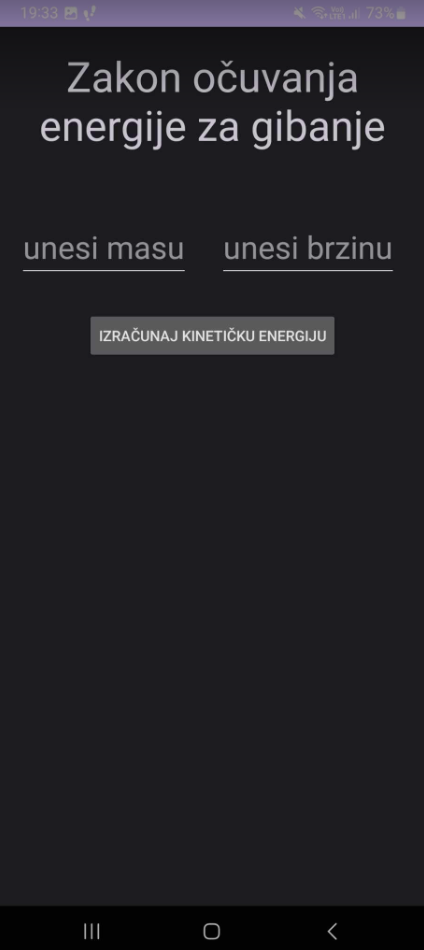 19:33 73%
Zakon očuvanja
energije za gibanje
unesi masu unesi brzinu
IZRAČUNAJ KINETIČKU ENERGIJU